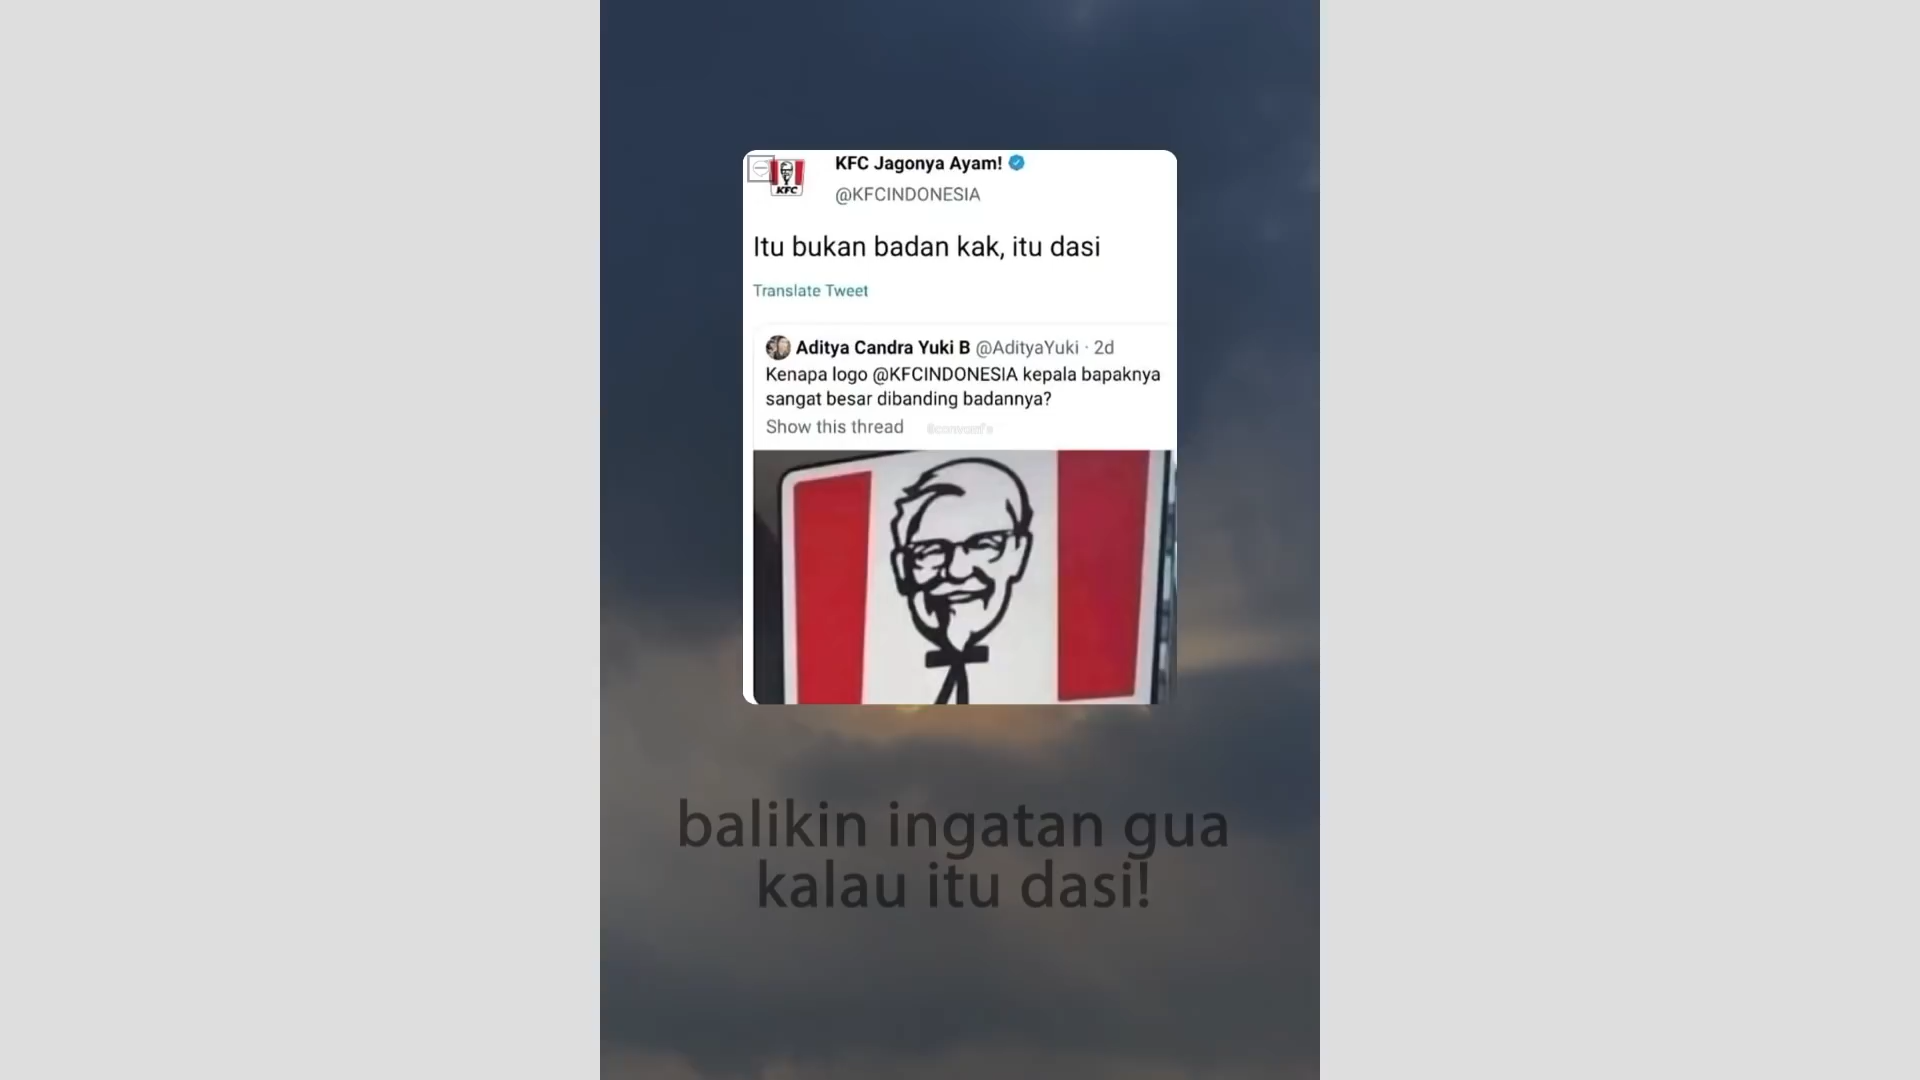 KFC Jagonya Ayam!
@KFCINDONESIA
KFC
Itu bukan badan kak, itu dasi
Translate Tweet
Aditya Candra Yuki B @AdityaYuki · 2d
Kenapa logo @KFCINDONESIA kepala bapaknya
sangat besar dibanding badannya?
Show this thread
balikin ingatan gua
kalau itu dasi!